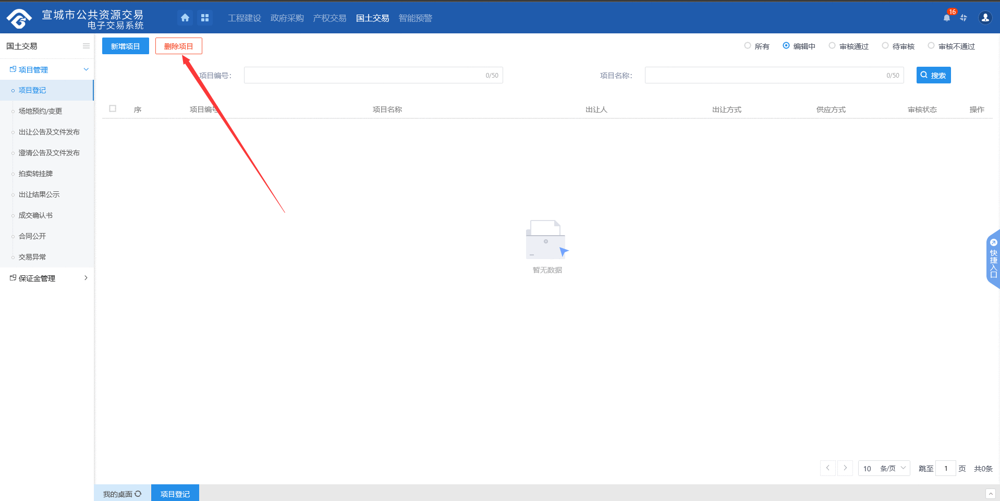 宣城市公共资源交易
电子交易系统
工程建设 政府采购 产权交易 国土交易 智能预警
16
国土交易
项目管理
项目登记
场地预约/变更
出让公告及文件发布
澄清公告及文件发布
拍卖转挂牌
出让结果公示
成交确认书
合同公开
交易异常
保证金管理
新增项目 删除项目
所有 编辑中 审核通过 待审核 审核不通过
项目编号: 0/50 项目名称: 0/50 搜索
序 项目编号 项目名称 出让人 出让方式 供应方式 审核状态 操作
暂无数据
快捷入口
10 条/页 跳至 1 页 共0条
我的桌面 项目登记